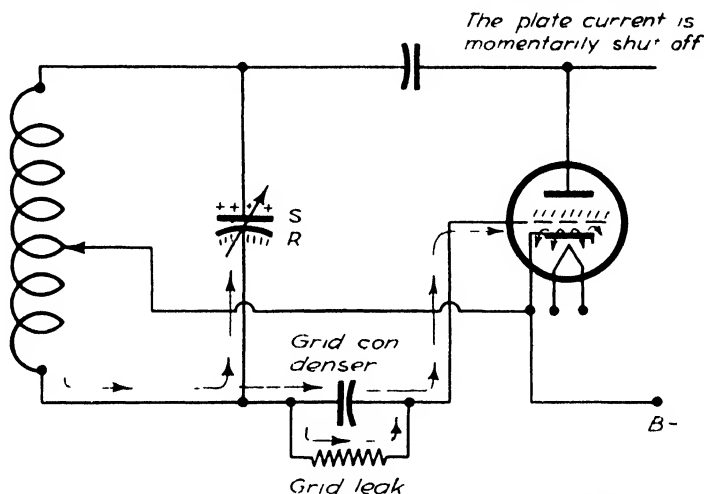 The plate current is
momentarily shut off
+ + + +
S
R
Grid con
denser
B-
Grid leak